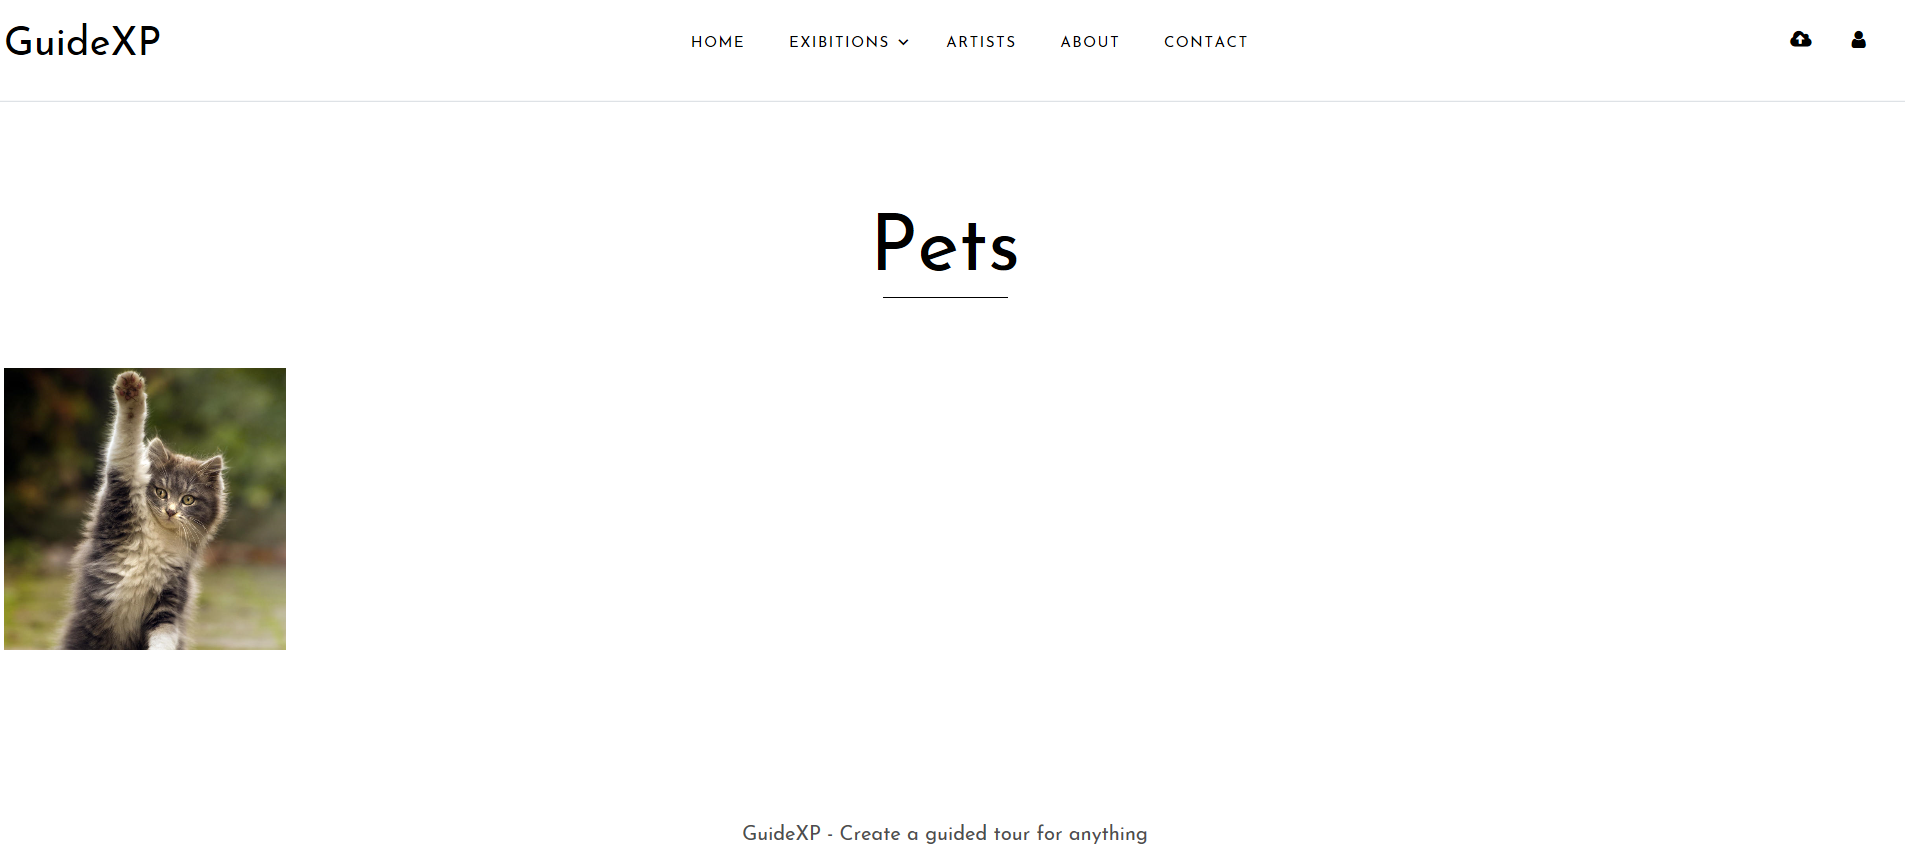 GuideXP
HOME EXIBITIONS ARTISTS ABOUT CONTACT
Pets
GuideXP - Create a guided tour for anything